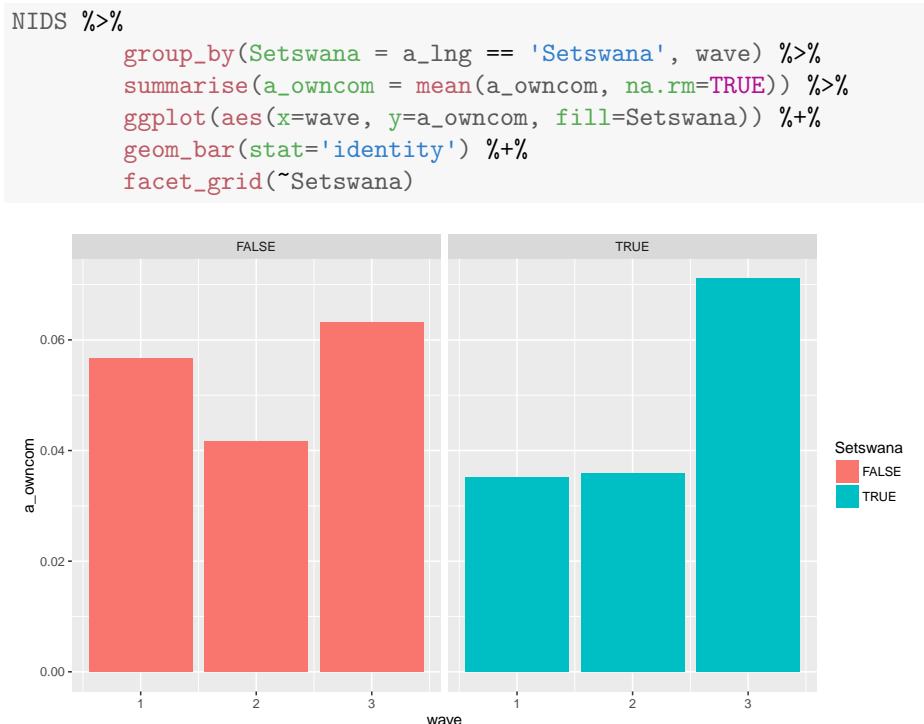 NIDS %>%
group_by(Setswana = a_lng == 'Setswana', wave) %>%
summarise(a_owncom = mean(a_owncom, na.rm=TRUE)) %>%
ggplot(aes(x=wave, y=a_owncom, fill=Setswana)) %+%
geom_bar(stat='identity') %+%
facet_grid(~Setswana)
FALSE TRUE
0.06
0.04
0.02
0.00
a_owncom
1 2 3 1 2 3
wave
Setswana
FALSE
TRUE